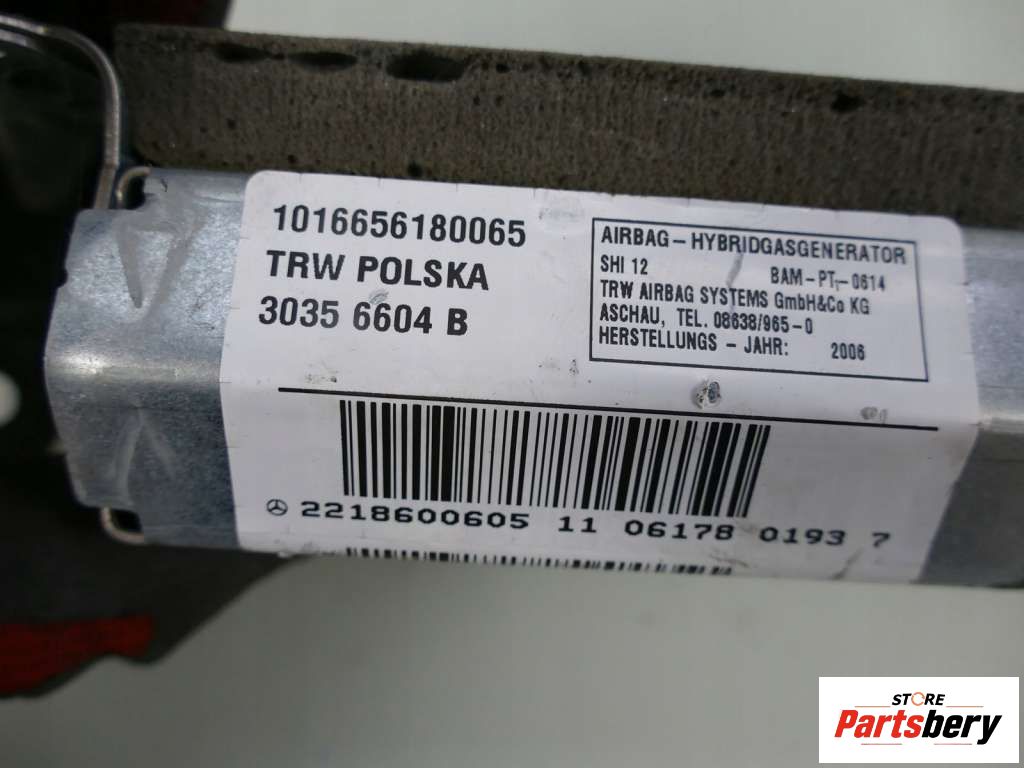 1016656180065
TRW POLSKA
3035 6604 B
AIRBAG - HYBRIDGASGENERATOR
SHI 12 BAM - PT₁ - 0614
TRW AIRBAG SYSTEMS GmbH&Co KG
ASCHAU, TEL. 08638/965-0
HERSTELLUNGS - JAHR: 2006
2218600605 11 06178 0193 7
STORE
Partsbery